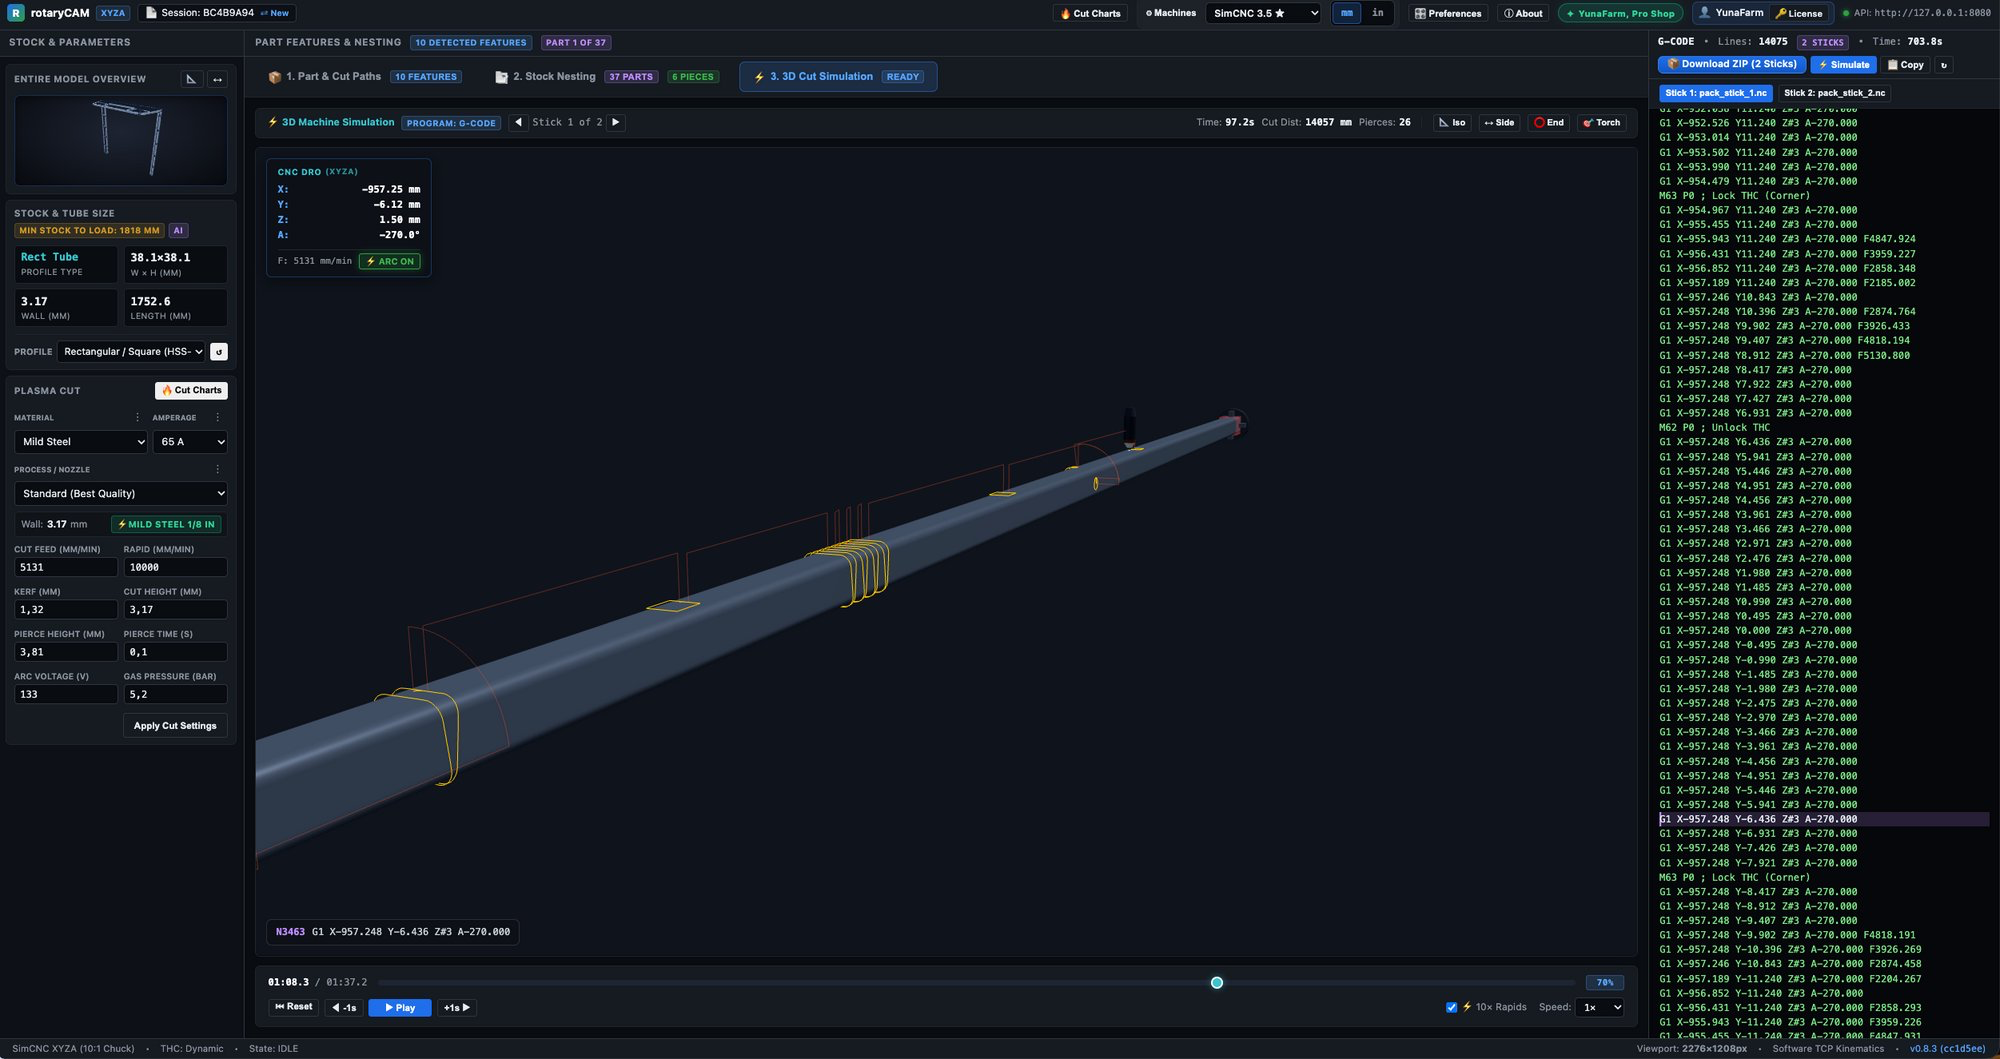 R rotaryCAM XYZA Session: BC4B9A94 ⇄ New
Cut Charts Machines SimCNC 3.5 ★ mm in Preferences About + YunaFarm, Pro Shop YunaFarm License API: http://127.0.0.1:8080
STOCK & PARAMETERS
ENTIRE MODEL OVERVIEW
STOCK & TUBE SIZE
MIN STOCK TO LOAD: 1818 MM AI
Rect Tube 38.1×38.1
PROFILE TYPE W × H (MM)
3.17 1752.6
WALL (MM) LENGTH (MM)
PROFILE Rectangular / Square (HSS-
PLASMA CUT Cut Charts
MATERIAL AMPERAGE
Mild Steel 65 A
PROCESS / NOZZLE
Standard (Best Quality)
Wall: 3.17 mm MILD STEEL 1/8 IN
CUT FEED (MM/MIN) RAPID (MM/MIN)
5131 10000
KERF (MM) CUT HEIGHT (MM)
1,32 3,17
PIERCE HEIGHT (MM) PIERCE TIME (S)
3,81 0,1
ARC VOLTAGE (V) GAS PRESSURE (BAR)
133 5,2
Apply Cut Settings
PART FEATURES & NESTING 10 DETECTED FEATURES PART 1 OF 37
1. Part & Cut Paths 10 FEATURES 2. Stock Nesting 37 PARTS 6 PIECES 3. 3D Cut Simulation READY
3D Machine Simulation PROGRAM: G-CODE ◀ Stick 1 of 2 ▶ Time: 97.2s Cut Dist: 14057 mm Pierces: 26 Iso Side End Torch
CNC DRO (XYZA)
X: -957.25 mm
Y: -6.12 mm
Z: 1.50 mm
A: -270.0°
F: 5131 mm/min ARC ON
N3463 G1 X-957.248 Y-6.436 Z#3 A-270.000
01:08.3 / 01:37.2 70%
Reset -1s Play +1s 10× Rapids Speed: 1×
G-CODE • Lines: 14075 2 STICKS • Time: 703.8s
Download ZIP (2 Sticks) Simulate Copy
Stick 1: pack_stick_1.nc Stick 2: pack_stick_2.nc
G1 X-952.038 Y11.240 Z#3 A-270.000
G1 X-952.526 Y11.240 Z#3 A-270.000
G1 X-953.014 Y11.240 Z#3 A-270.000
G1 X-953.502 Y11.240 Z#3 A-270.000
G1 X-953.990 Y11.240 Z#3 A-270.000
G1 X-954.479 Y11.240 Z#3 A-270.000
M63 P0 ; Lock THC (Corner)
G1 X-954.967 Y11.240 Z#3 A-270.000
G1 X-955.455 Y11.240 Z#3 A-270.000
G1 X-955.943 Y11.240 Z#3 A-270.000 F4847.924
G1 X-956.431 Y11.240 Z#3 A-270.000 F3959.227
G1 X-956.852 Y11.240 Z#3 A-270.000 F2858.348
G1 X-957.189 Y11.240 Z#3 A-270.000 F2185.002
G1 X-957.246 Y10.843 Z#3 A-270.000
G1 X-957.248 Y10.396 Z#3 A-270.000 F2874.764
G1 X-957.248 Y9.902 Z#3 A-270.000 F3926.433
G1 X-957.248 Y9.407 Z#3 A-270.000 F4818.194
G1 X-957.248 Y8.912 Z#3 A-270.000 F5130.800
G1 X-957.248 Y8.417 Z#3 A-270.000
G1 X-957.248 Y7.922 Z#3 A-270.000
G1 X-957.248 Y7.427 Z#3 A-270.000
G1 X-957.248 Y6.931 Z#3 A-270.000
M62 P0 ; Unlock THC
G1 X-957.248 Y6.436 Z#3 A-270.000
G1 X-957.248 Y5.941 Z#3 A-270.000
G1 X-957.248 Y5.446 Z#3 A-270.000
G1 X-957.248 Y4.951 Z#3 A-270.000
G1 X-957.248 Y4.456 Z#3 A-270.000
G1 X-957.248 Y3.961 Z#3 A-270.000
G1 X-957.248 Y3.466 Z#3 A-270.000
G1 X-957.248 Y2.971 Z#3 A-270.000
G1 X-957.248 Y2.476 Z#3 A-270.000
G1 X-957.248 Y1.980 Z#3 A-270.000
G1 X-957.248 Y1.485 Z#3 A-270.000
G1 X-957.248 Y0.990 Z#3 A-270.000
G1 X-957.248 Y0.495 Z#3 A-270.000
G1 X-957.248 Y0.000 Z#3 A-270.000
G1 X-957.248 Y-0.495 Z#3 A-270.000
G1 X-957.248 Y-0.990 Z#3 A-270.000
G1 X-957.248 Y-1.485 Z#3 A-270.000
G1 X-957.248 Y-1.980 Z#3 A-270.000
G1 X-957.248 Y-2.475 Z#3 A-270.000
G1 X-957.248 Y-2.970 Z#3 A-270.000
G1 X-957.248 Y-3.466 Z#3 A-270.000
G1 X-957.248 Y-3.961 Z#3 A-270.000
G1 X-957.248 Y-4.456 Z#3 A-270.000
G1 X-957.248 Y-4.951 Z#3 A-270.000
G1 X-957.248 Y-5.446 Z#3 A-270.000
G1 X-957.248 Y-5.941 Z#3 A-270.000
G1 X-957.248 Y-6.436 Z#3 A-270.000
G1 X-957.248 Y-6.931 Z#3 A-270.000
G1 X-957.248 Y-7.426 Z#3 A-270.000
G1 X-957.248 Y-7.921 Z#3 A-270.000
M63 P0 ; Lock THC (Corner)
G1 X-957.248 Y-8.417 Z#3 A-270.000
G1 X-957.248 Y-8.912 Z#3 A-270.000
G1 X-957.248 Y-9.407 Z#3 A-270.000
G1 X-957.248 Y-9.902 Z#3 A-270.000 F4818.191
G1 X-957.248 Y-10.396 Z#3 A-270.000 F3926.269
G1 X-957.246 Y-10.843 Z#3 A-270.000 F2874.458
G1 X-957.189 Y-11.240 Z#3 A-270.000 F2204.267
G1 X-956.852 Y-11.240 Z#3 A-270.000
G1 X-956.431 Y-11.240 Z#3 A-270.000 F2858.293
G1 X-955.943 Y-11.240 Z#3 A-270.000 F3959.226
G1 X-955.455 Y-11.240 Z#3 A-270.000 F4847.931
SimCNC XYZA (10:1 Chuck) • THC: Dynamic • State: IDLE
Viewport: 2276×1208px • Software TCP Kinematics • v0.8.3 (cc1d5ee)